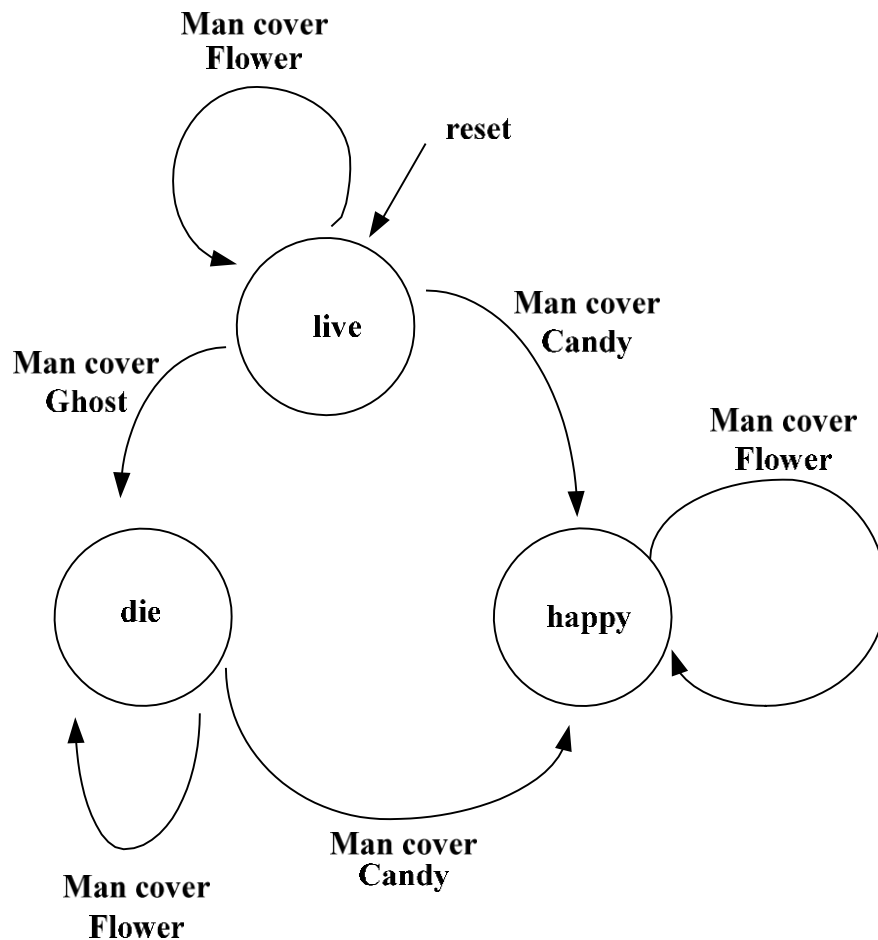 Man cover
Flower
reset
live
Man cover
Candy
Man cover
Ghost
Man cover
Flower
die
happy
Man cover
Candy
Man cover
Flower